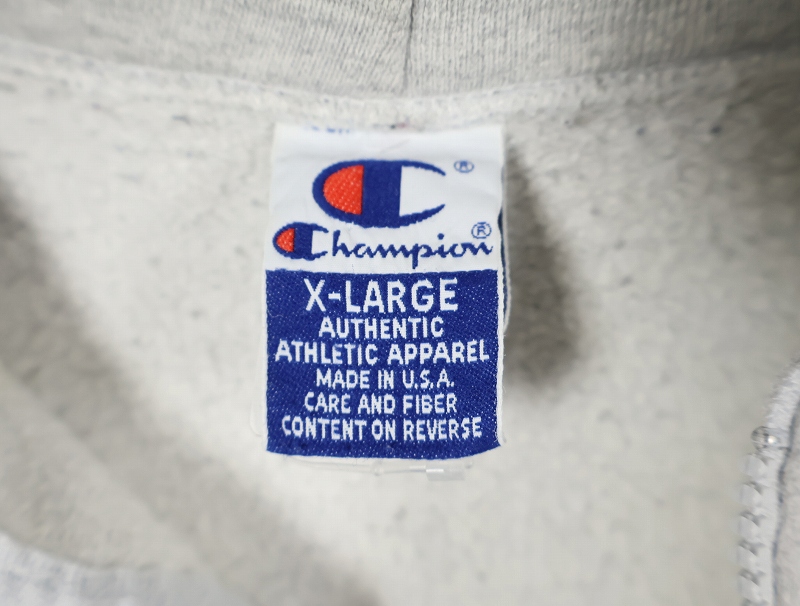 ®
Champion®
X-LARGE
AUTHENTIC
ATHLETIC APPAREL
MADE IN U.S.A.
CARE AND FIBER
CONTENT ON REVERSE